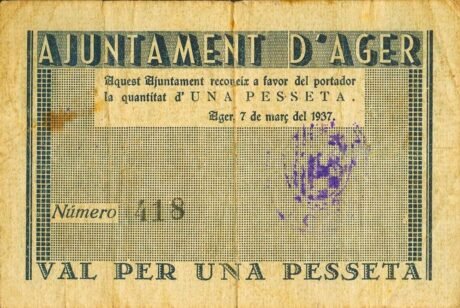 AJUNTAMENT D'AGER
Aquest Ajuntament reconeix a favor del portador
la quantitat d'UNA PESSETA.
Ager, 7 de març del 1937.
Número 418
VAL PER UNA PESSETA